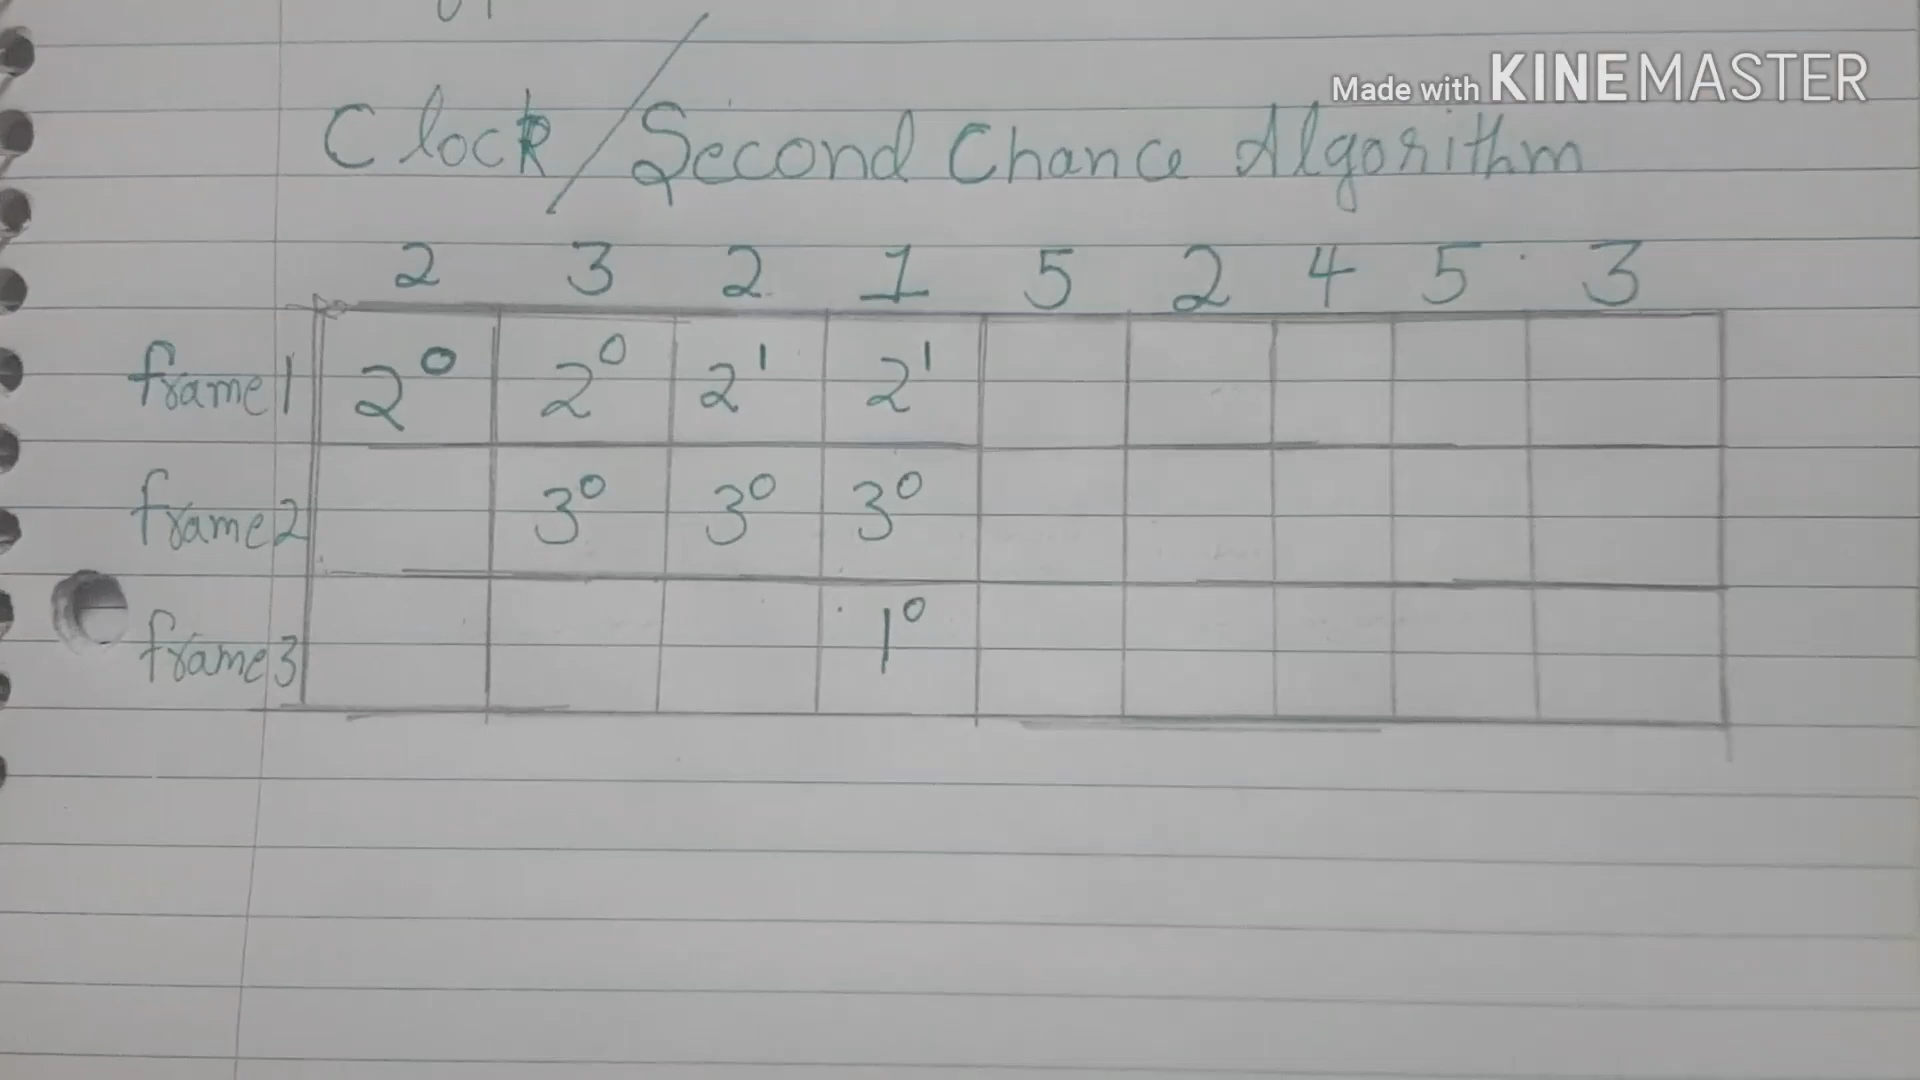 Made with KINEMASTER
Clock/Second Chance Algorithm
2 3 2 1 5 2 4 5 3
frame1 2⁰ 2⁰ 2¹ 2¹
frame2 3⁰ 3⁰ 3⁰
frame3 1⁰